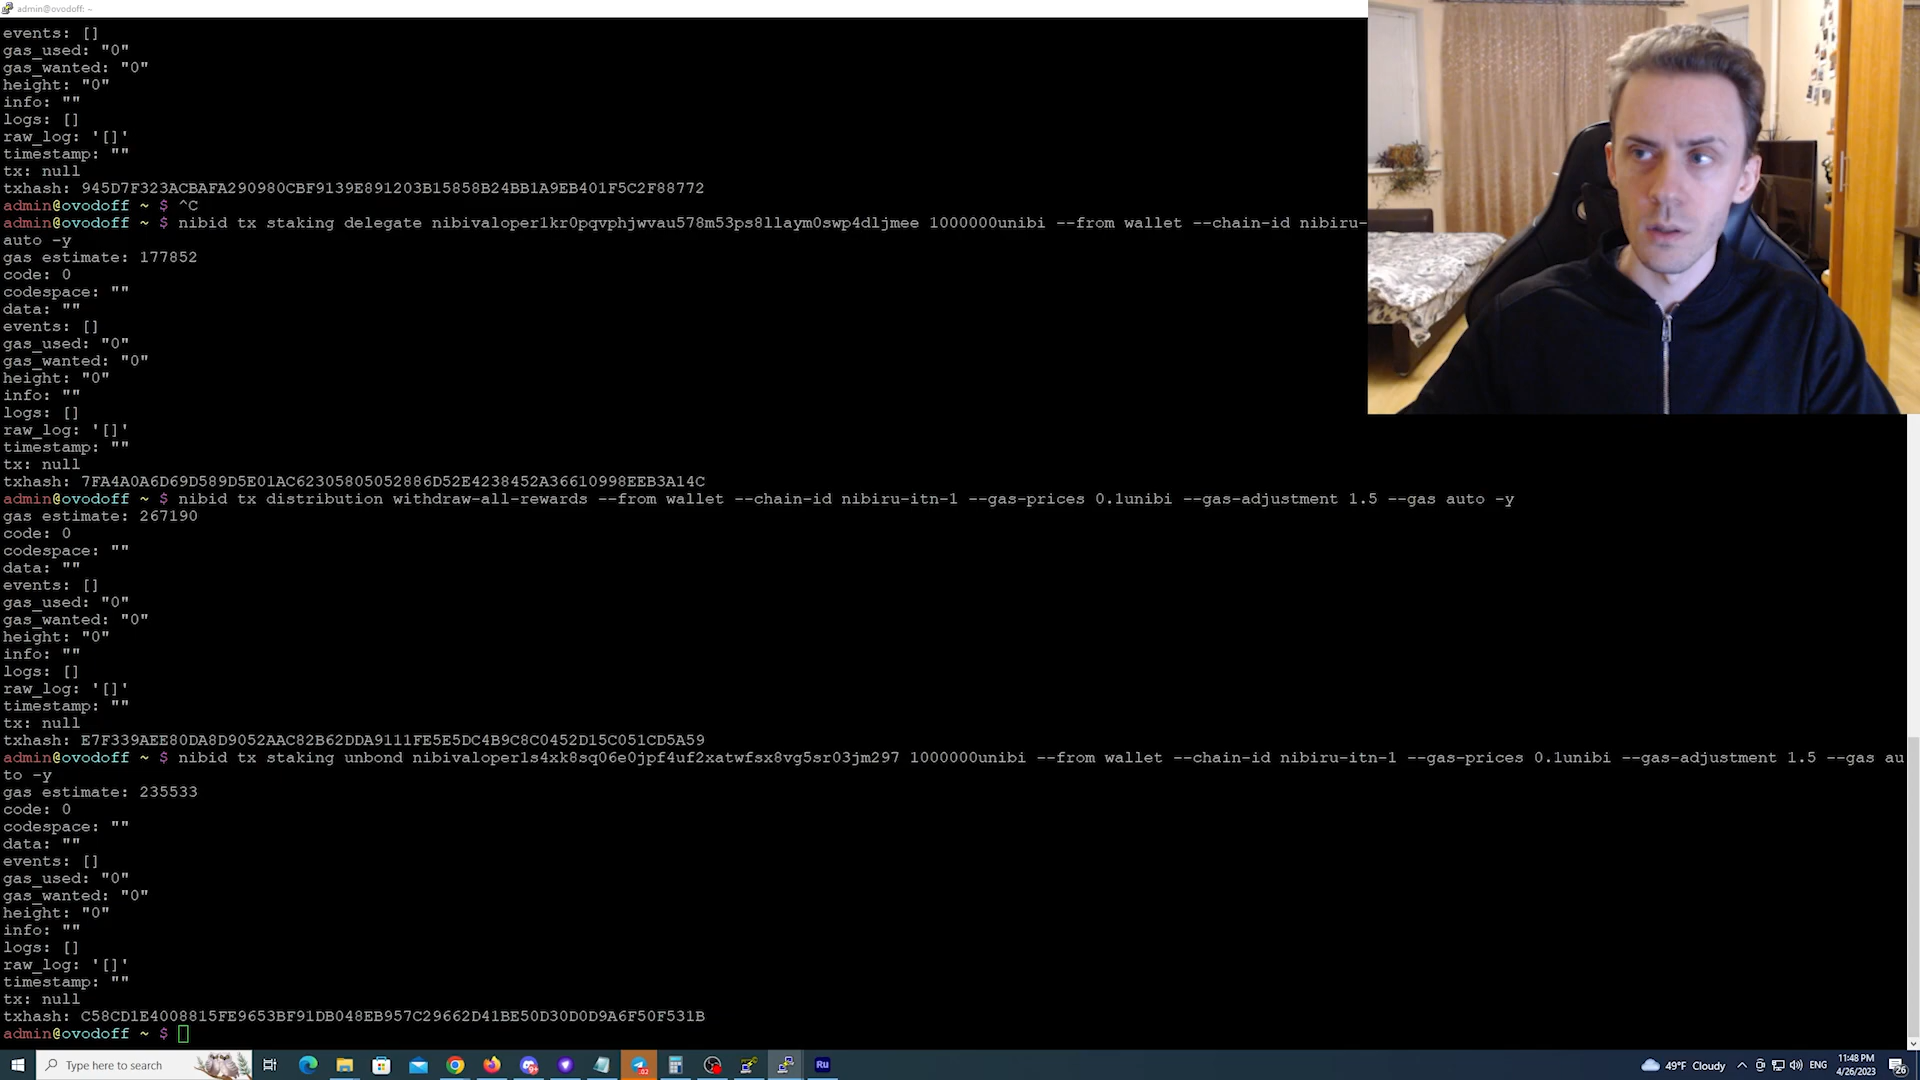 admin@ovodoff: ~
events: []
gas_used: "0"
gas_wanted: "0"
height: "0"
info: ""
logs: []
raw_log: '[]'
timestamp: ""
tx: null
txhash: 945D7F323ACBAFA290980CBF9139E891203B15858B24BB1A9EB401F5C2F88772
admin@ovodoff ~ $ ^C
admin@ovodoff ~ $ nibid tx staking delegate nibivaloper1kr0pqvphjwvau578m53ps8llaym0swp4dljmee 1000000unibi --from wallet --chain-id nibiru-
auto -y
gas estimate: 177852
code: 0
codespace: ""
data: ""
events: []
gas_used: "0"
gas_wanted: "0"
height: "0"
info: ""
logs: []
raw_log: '[]'
timestamp: ""
tx: null
txhash: 7FA4A0A6D69D589D5E01AC62305805052886D52E4238452A36610998EEB3A14C
admin@ovodoff ~ $ nibid tx distribution withdraw-all-rewards --from wallet --chain-id nibiru-itn-1 --gas-prices 0.1unibi --gas-adjustment 1.5 --gas auto -y
gas estimate: 267190
code: 0
codespace: ""
data: ""
events: []
gas_used: "0"
gas_wanted: "0"
height: "0"
info: ""
logs: []
raw_log: '[]'
timestamp: ""
tx: null
txhash: E7F339AEE80DA8D9052AAC82B62DDA9111FE5E5DC4B9C8C0452D15C051CD5A59
admin@ovodoff ~ $ nibid tx staking unbond nibivaloper1s4xk8sq06e0jpf4uf2xatwfsx8vg5sr03jm297 1000000unibi --from wallet --chain-id nibiru-itn-1 --gas-prices 0.1unibi --gas-adjustment 1.5 --gas au
to -y
gas estimate: 235533
code: 0
codespace: ""
data: ""
events: []
gas_used: "0"
gas_wanted: "0"
height: "0"
info: ""
logs: []
raw_log: '[]'
timestamp: ""
tx: null
txhash: C58CD1E4008815FE9653BF91DB048EB957C29662D41BE50D30D0D9A6F50F531B
admin@ovodoff ~ $
Type here to search
Ru
49°F Cloudy
ENG
11:48 PM
4/26/2023
26